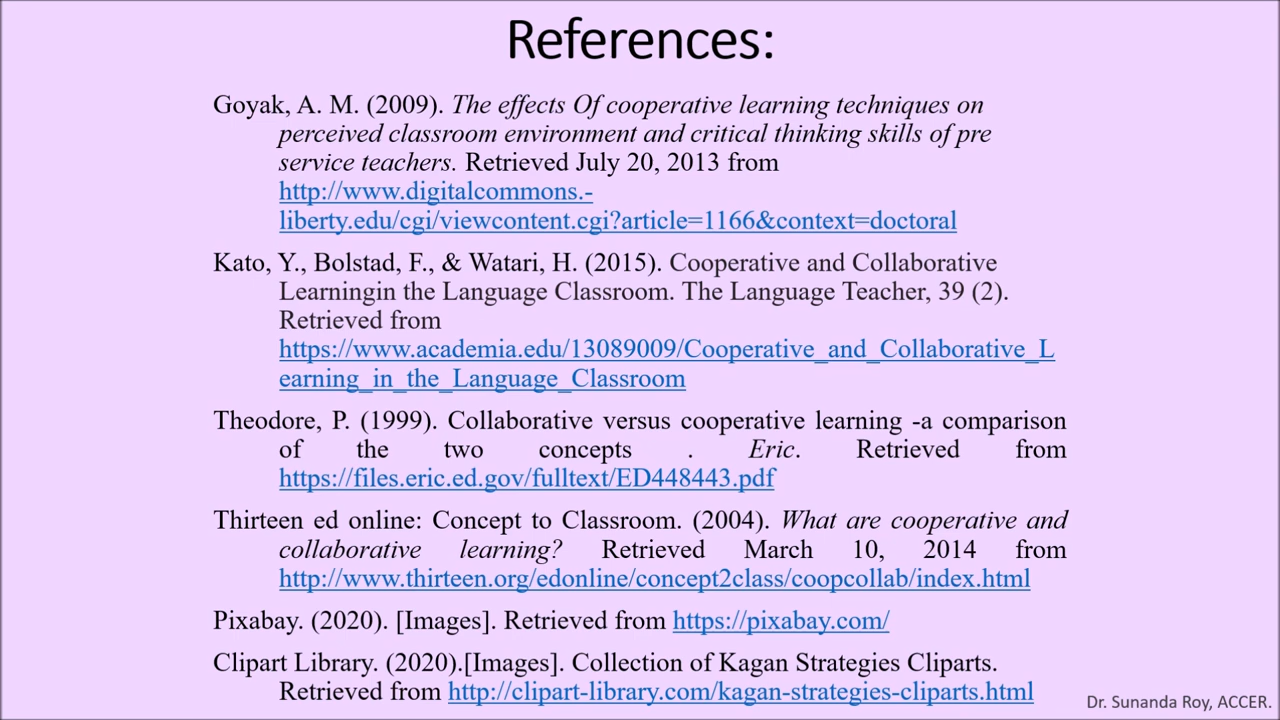 References:
Goyak, A. M. (2009). The effects Of cooperative learning techniques on
perceived classroom environment and critical thinking skills of pre
service teachers. Retrieved July 20, 2013 from
http://www.digitalcommons.-
liberty.edu/cgi/viewcontent.cgi?article=1166&context=doctoral
Kato, Y., Bolstad, F., & Watari, H. (2015). Cooperative and Collaborative
Learningin the Language Classroom. The Language Teacher, 39 (2).
Retrieved from
https://www.academia.edu/13089009/Cooperative_and_Collaborative_L
earning_in_the_Language_Classroom
Theodore, P. (1999). Collaborative versus cooperative learning -a comparison
of the two concepts . Eric. Retrieved from
https://files.eric.ed.gov/fulltext/ED448443.pdf
Thirteen ed online: Concept to Classroom. (2004). What are cooperative and
collaborative learning? Retrieved March 10, 2014 from
http://www.thirteen.org/edonline/concept2class/coopcollab/index.html
Pixabay. (2020). [Images]. Retrieved from https://pixabay.com/
Clipart Library. (2020).[Images]. Collection of Kagan Strategies Cliparts.
Retrieved from http://clipart-library.com/kagan-strategies-cliparts.html
Dr. Sunanda Roy, ACCER.